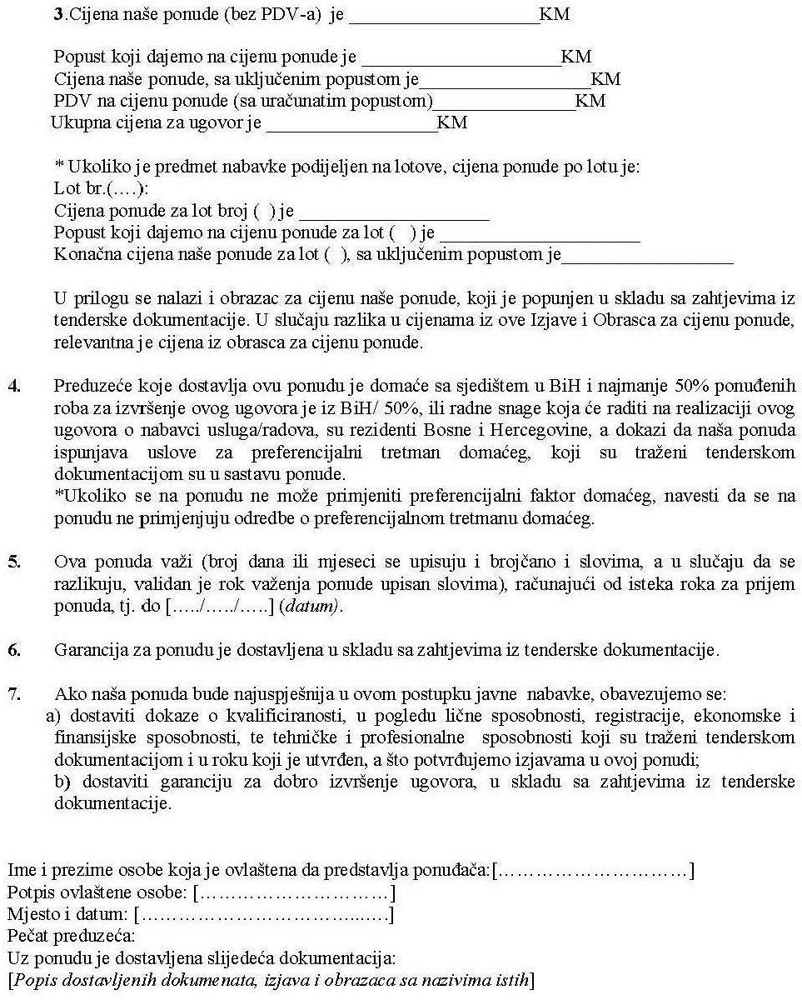 3.Cijena naše ponude (bez PDV-a) je ______________________KM
Popust koji dajemo na cijenu ponude je _______________________KM
Cijena naše ponude, sa uključenim popustom je____________________KM
PDV na cijenu ponude (sa uračunatim popustom)________________KM
Ukupna cijena za ugovor je ____________________KM
* Ukoliko je predmet nabavke podijeljen na lotove, cijena ponude po lotu je:
Lot br.(….):
Cijena ponude za lot broj ( ) je ______________________
Popust koji dajemo na cijenu ponude za lot ( ) je _______________________
Konačna cijena naše ponude za lot ( ), sa uključenim popustom je____________________
U prilogu se nalazi i obrazac za cijenu naše ponude, koji je popunjen u skladu sa zahtjevima iz
tenderske dokumentacije. U slučaju razlika u cijenama iz ove Izjave i Obrasca za cijenu ponude,
relevantna je cijena iz obrasca za cijenu ponude.
4. Preduzeće koje dostavlja ovu ponudu je domaće sa sjedištem u BiH i najmanje 50% ponuđenih
roba za izvršenje ovog ugovora je iz BiH/ 50%, ili radne snage koja će raditi na realizaciji ovog
ugovora o nabavci usluga/radova, su rezidenti Bosne i Hercegovine, a dokazi da naša ponuda
ispunjava uslove za preferencijalni tretman domaćeg, koji su traženi tenderskom
dokumentacijom su u sastavu ponude.
*Ukoliko se na ponudu ne može primjeniti preferencijalni faktor domaćeg, navesti da se na
ponudu ne primjenjuju odredbe o preferencijalnom tretmanu domaćeg.
5. Ova ponuda važi (broj dana ili mjeseci se upisuju i brojčano i slovima, a u slučaju da se
razlikuju, validan je rok važenja ponude upisan slovima), računajući od isteka roka za prijem
ponuda, tj. do […../…../…..] (datum).
6. Garancija za ponudu je dostavljena u skladu sa zahtjevima iz tenderske dokumentacije.
7. Ako naša ponuda bude najuspješnija u ovom postupku javne nabavke, obavezujemo se:
a) dostaviti dokaze o kvalificiranosti, u pogledu lične sposobnosti, registracije, ekonomske i
finansijske sposobnosti, te tehničke i profesionalne sposobnosti koji su traženi tenderskom
dokumentacijom i u roku koji je utvrđen, a što potvrđujemo izjavama u ovoj ponudi;
b) dostaviti garanciju za dobro izvršenje ugovora, u skladu sa zahtjevima iz tenderske
dokumentacije.
Ime i prezime osobe koja je ovlaštena da predstavlja ponuđača:[…………………………]
Potpis ovlaštene osobe: […………………………]
Mjesto i datum: [……………………………...….]
Pečat preduzeća:
Uz ponudu je dostavljena slijedeća dokumentacija:
[Popis dostavljenih dokumenata, izjava i obrazaca sa nazivima istih]